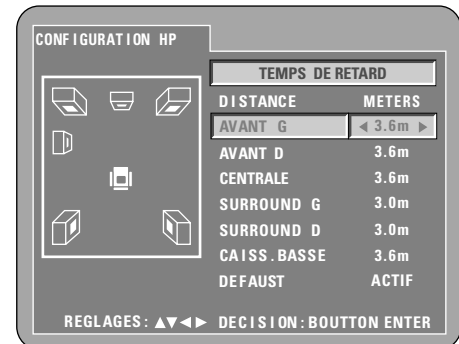 CONFIGURATION HP
TEMPS DE RETARD
DISTANCE METERS
AVANT G ◀ 3.6m ▶
AVANT D 3.6m
CENTRALE 3.6m
SURROUND G 3.0m
SURROUND D 3.0m
CAISS.BASSE 3.6m
DEFAUST ACTIF
REGLAGES: ▲▼◀▶ DECISION:BOUTTON ENTER